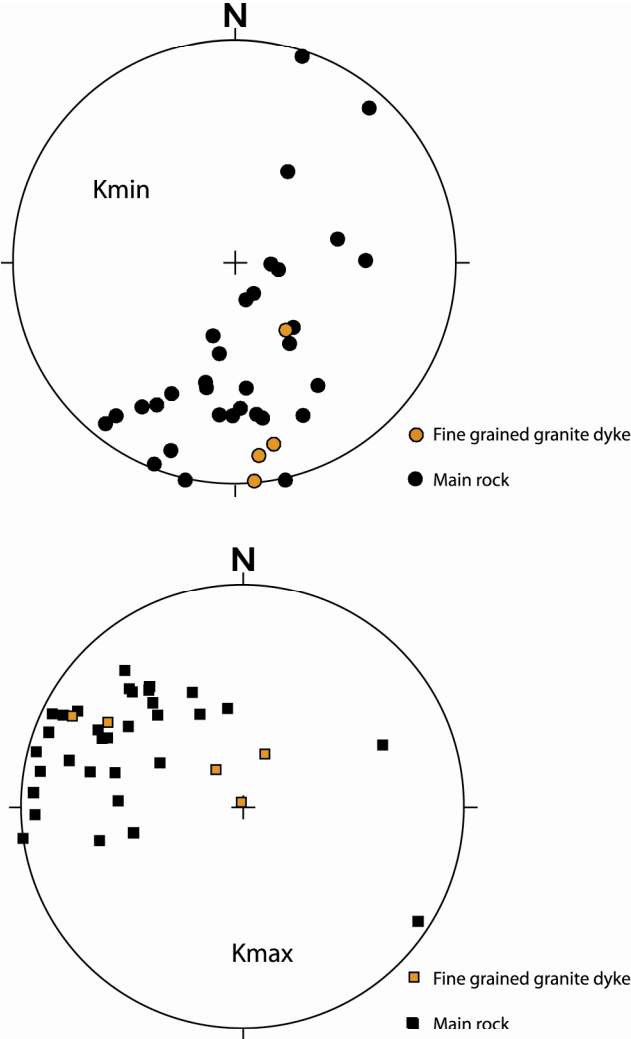 N
Kmin
Fine grained granite dyke
Main rock
N
Kmax
Fine grained granite dyke
Main rock